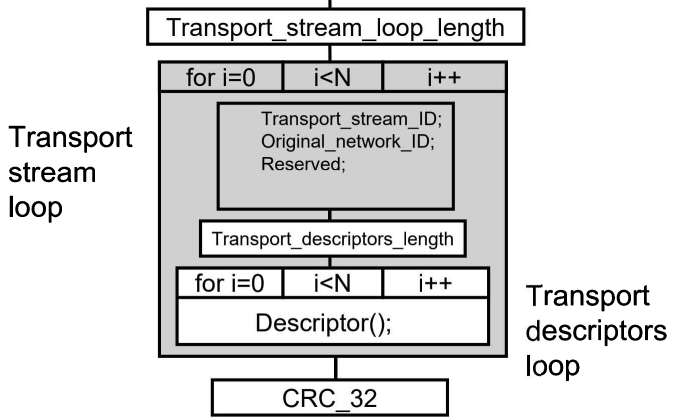 Transport_stream_loop_length
for i=0 i<N i++
Transport
stream
loop
Transport_stream_ID;
Original_network_ID;
Reserved;
Transport_descriptors_length
for i=0 i<N i++
Descriptor();
Transport
descriptors
loop
CRC_32